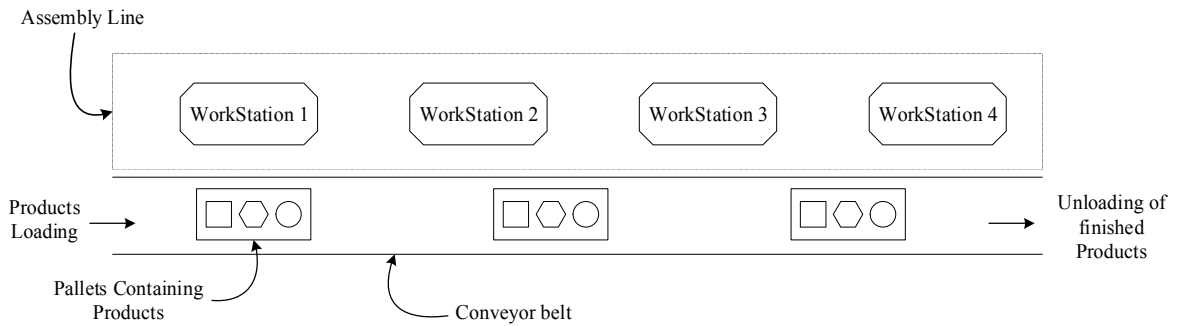 Assembly Line
WorkStation 1
WorkStation 2
WorkStation 3
WorkStation 4
Products
Loading
Unloading of
finished
Products
Pallets Containing
Products
Conveyor belt